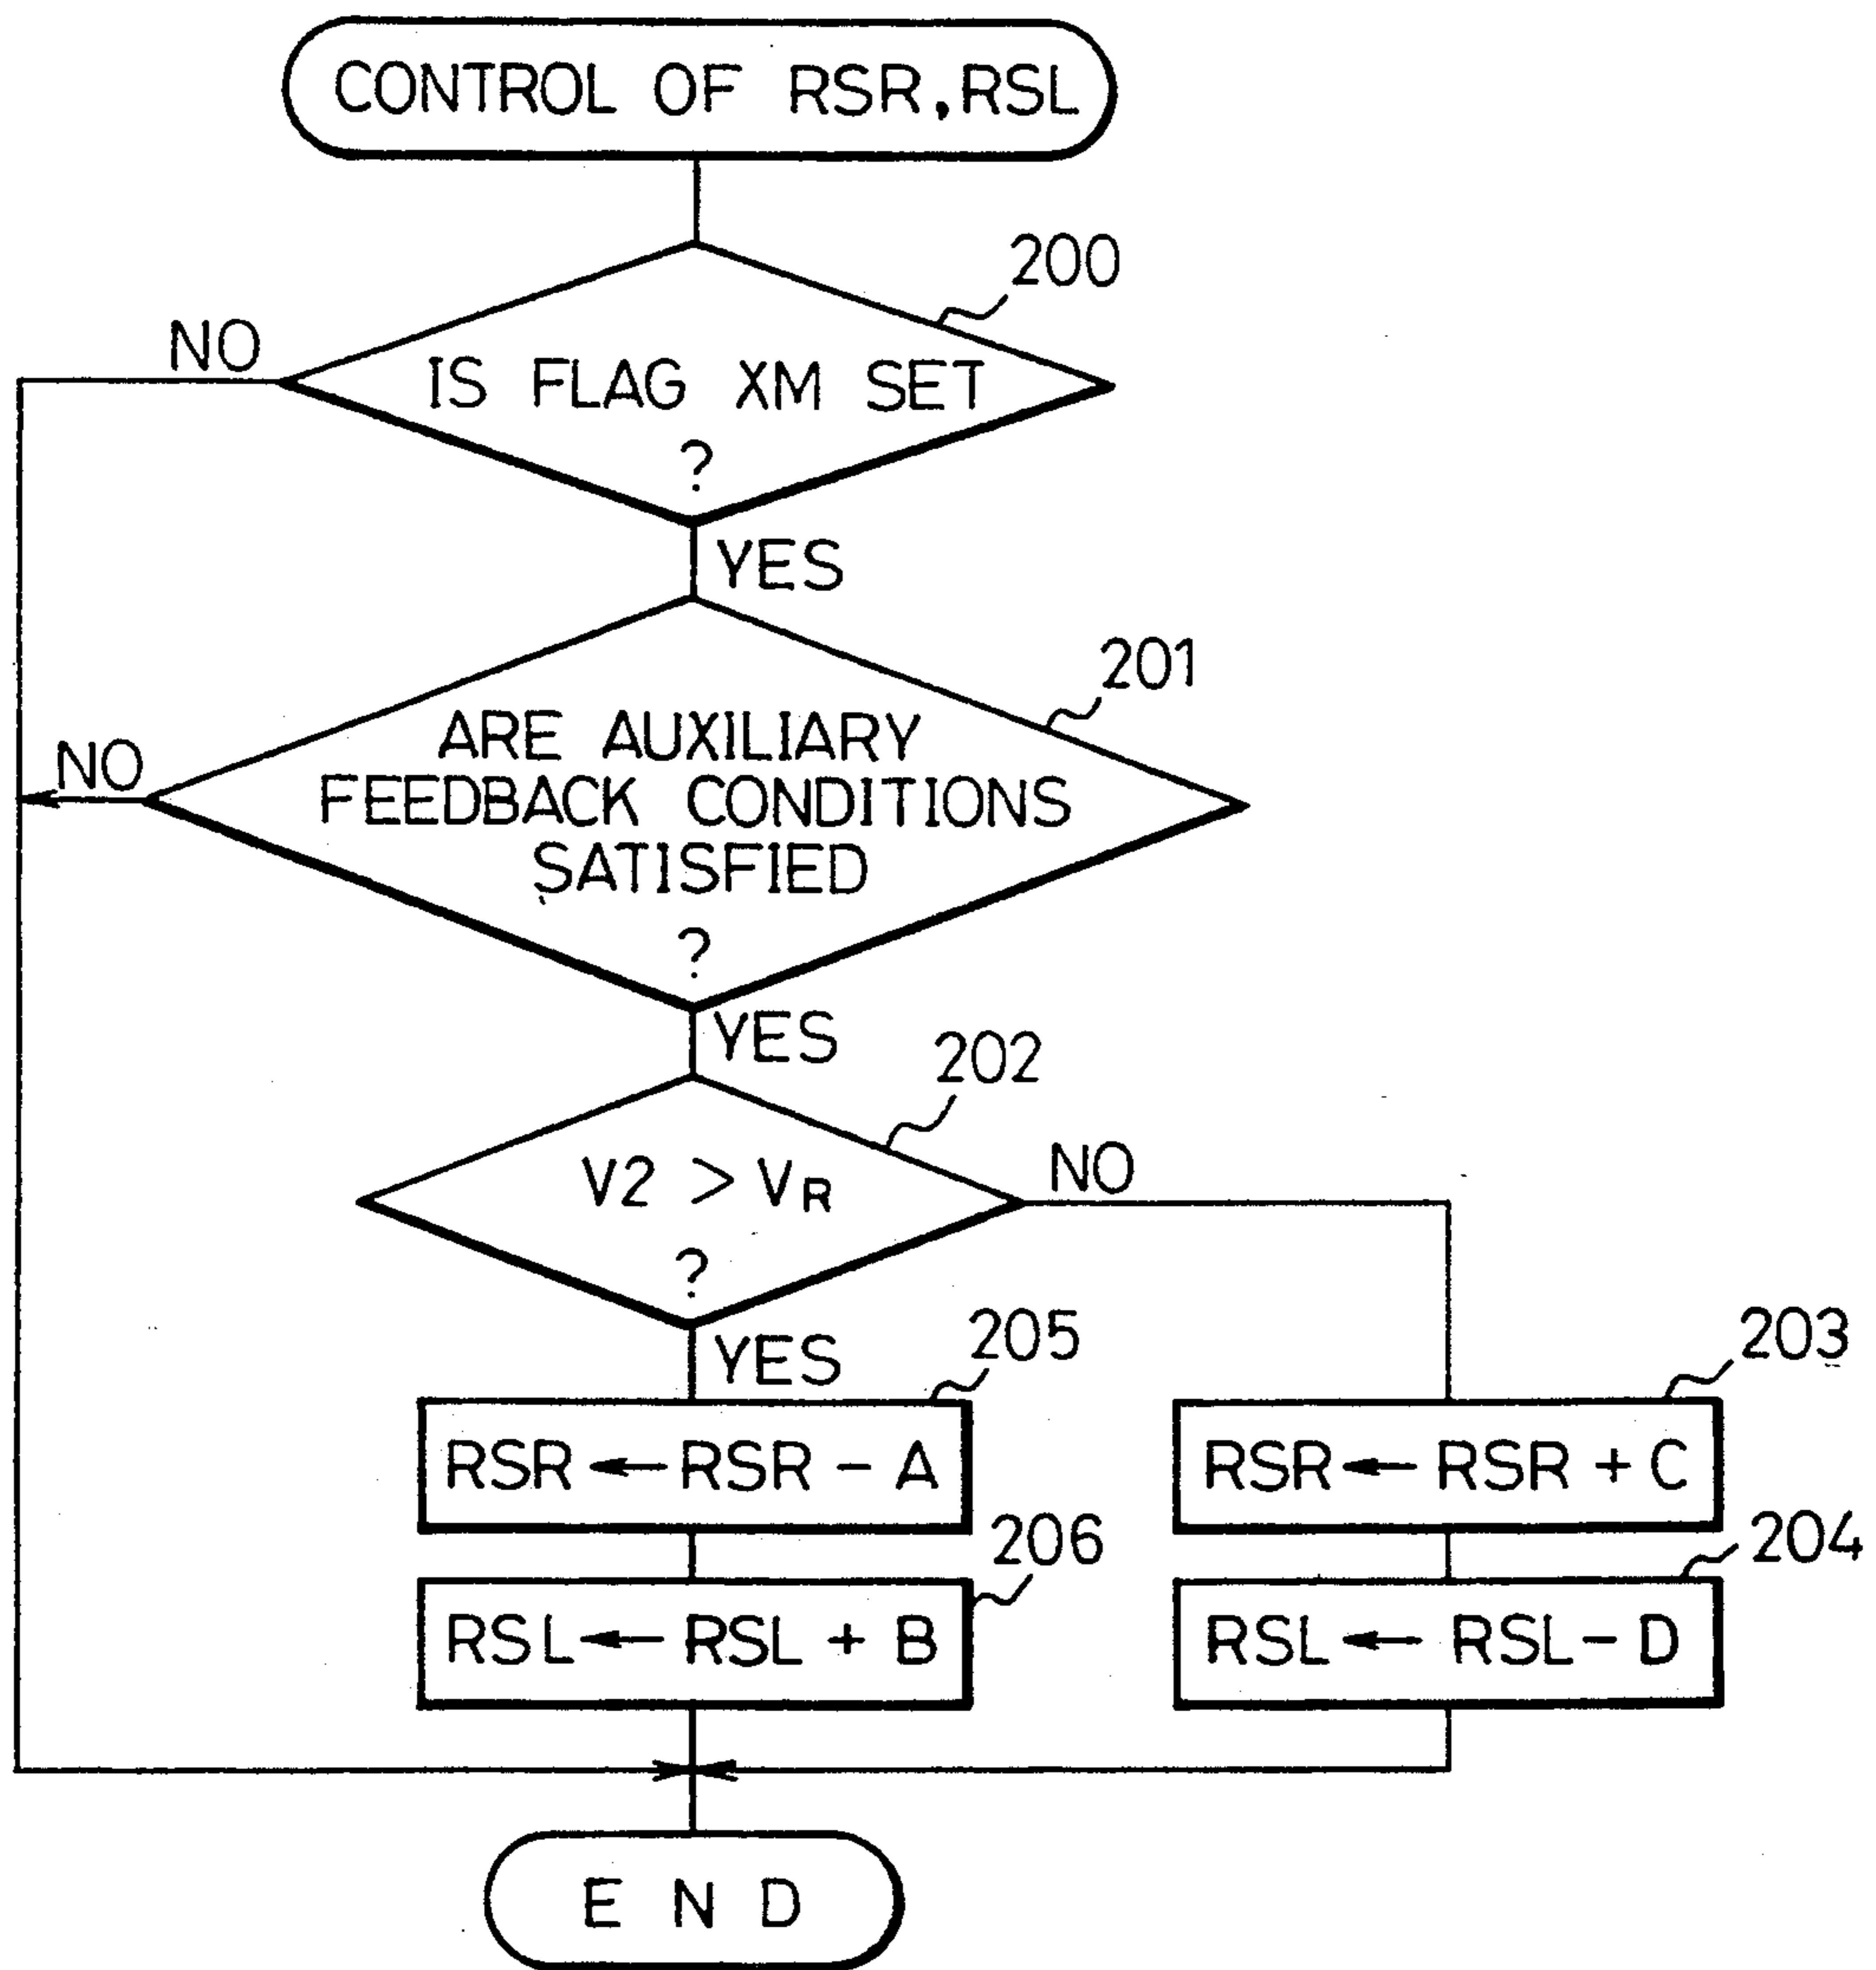 CONTROL OF RSR, RSL
200
NO
IS FLAG XM SET
?
YES
201
NO
ARE AUXILIARY
FEEDBACK CONDITIONS
SATISFIED
?
YES
202
V2 > VR
NO
?
YES
205
203
RSR ← RSR - A
RSR ← RSR + C
206
204
RSL ← RSL + B
RSL ← RSL - D
END